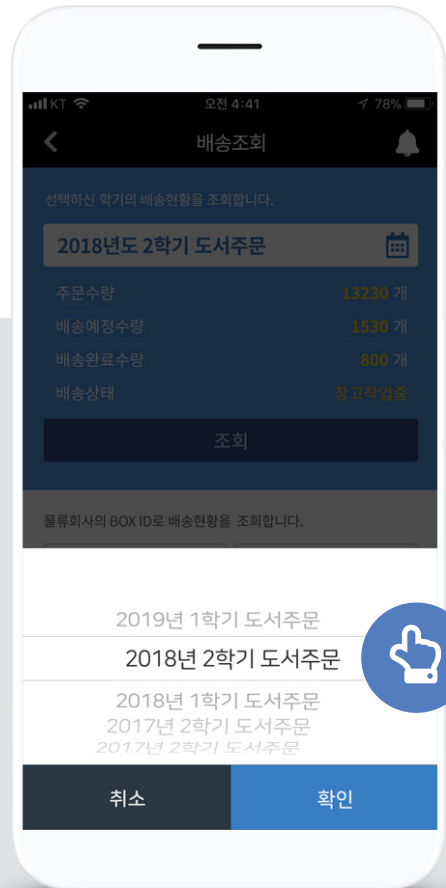 KT 오전 4:41 78%
배송조회
선택하신 학기의 배송현황을 조회합니다.
2018년도 2학기 도서주문
주문수량 13230 개
배송예정수량 1530 개
배송완료수량 800 개
배송상태 창고작업중
조회
물류회사의 BOX ID로 배송현황을 조회합니다.
2019년 1학기 도서주문
2018년 2학기 도서주문
2018년 1학기 도서주문
2017년 2학기 도서주문
2017년 2학기 도서주문
취소 확인